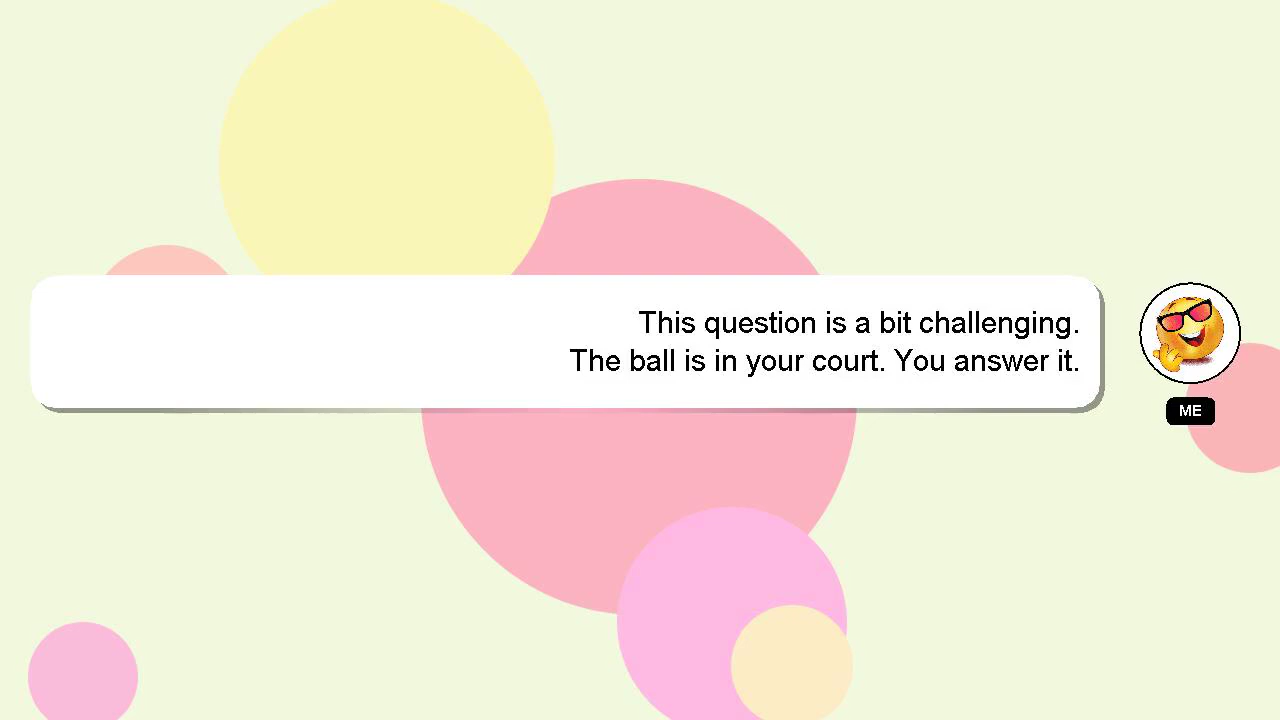 This question is a bit challenging.
The ball is in your court. You answer it.
ME